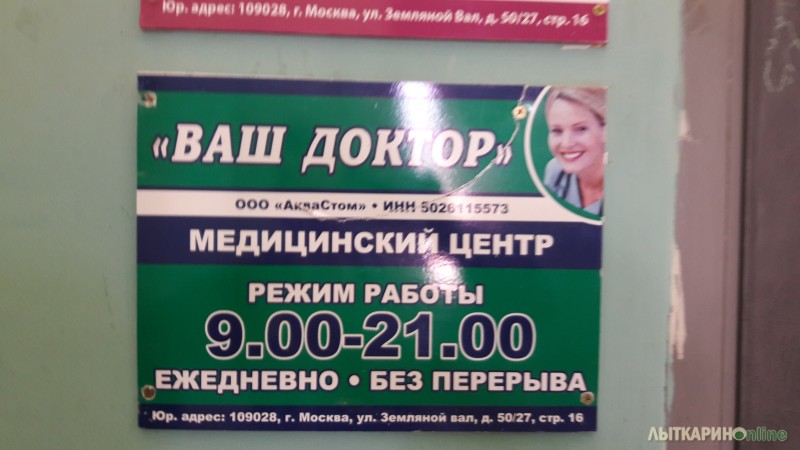 Юр. адрес: 109028, г. Москва, ул. Земляной Вал, д. 50/27, стр. 16
«ВАШ ДОКТОР»
ООО «АкваСтом» • ИНН 5026115573
МЕДИЦИНСКИЙ ЦЕНТР
РЕЖИМ РАБОТЫ
9.00-21.00
ЕЖЕДНЕВНО • БЕЗ ПЕРЕРЫВА
Юр. адрес: 109028, г. Москва, ул. Земляной вал, д. 50/27, стр. 16
ЛЫТКАРИНОonline